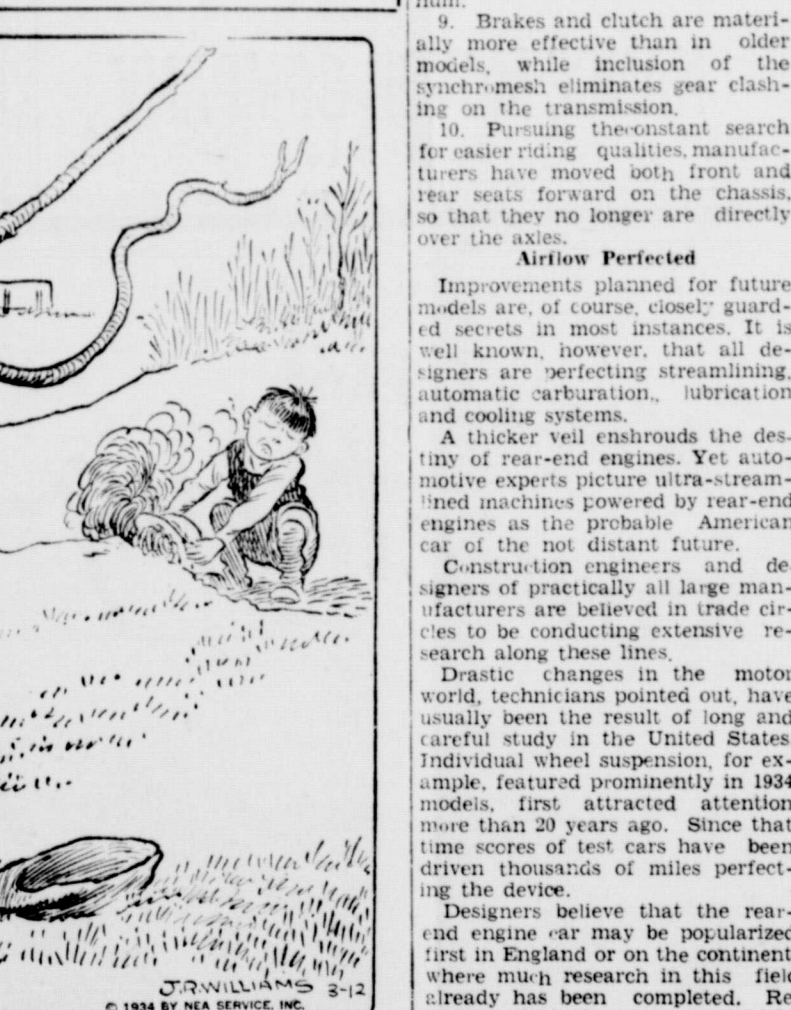 J.R.WILLIAMS 3-12
© 1934 BY NEA SERVICE, INC.
9. Brakes and clutch are materi-
ally more effective than in older
models, while inclusion of the
synchromesh eliminates gear clash-
ing on the transmission.
10. Pursuing the constant search
for easier riding qualities, manufac-
turers have moved both front and
rear seats forward on the chassis,
so that they no longer are directly
over the axles.
Airflow Perfected
Improvements planned for future
models are, of course, closely guard-
ed secrets in most instances. It is
well known, however, that all de-
signers are perfecting streamlining,
automatic carburation,, lubrication
and cooling systems.
A thicker veil enshrouds the des-
tiny of rear-end engines. Yet auto-
motive experts picture ultra-stream-
lined machines powered by rear-end
engines as the probable American
car of the not distant future.
Construction engineers and de
signers of practically all large man-
ufacturers are believed in trade cir-
cles to be conducting extensive re-
search along these lines.
Drastic changes in the motor
world, technicians pointed out, have
usually been the result of long and
careful study in the United States
Individual wheel suspension, for ex-
ample, featured prominently in 1934
models, first attracted attention
more than 20 years ago. Since that
time scores of test cars have been
driven thousands of miles perfect-
ing the device.
Designers believe that the rear-
end engine car may be popularized
first in England or on the continent
where much research in this field
already has been completed. Re